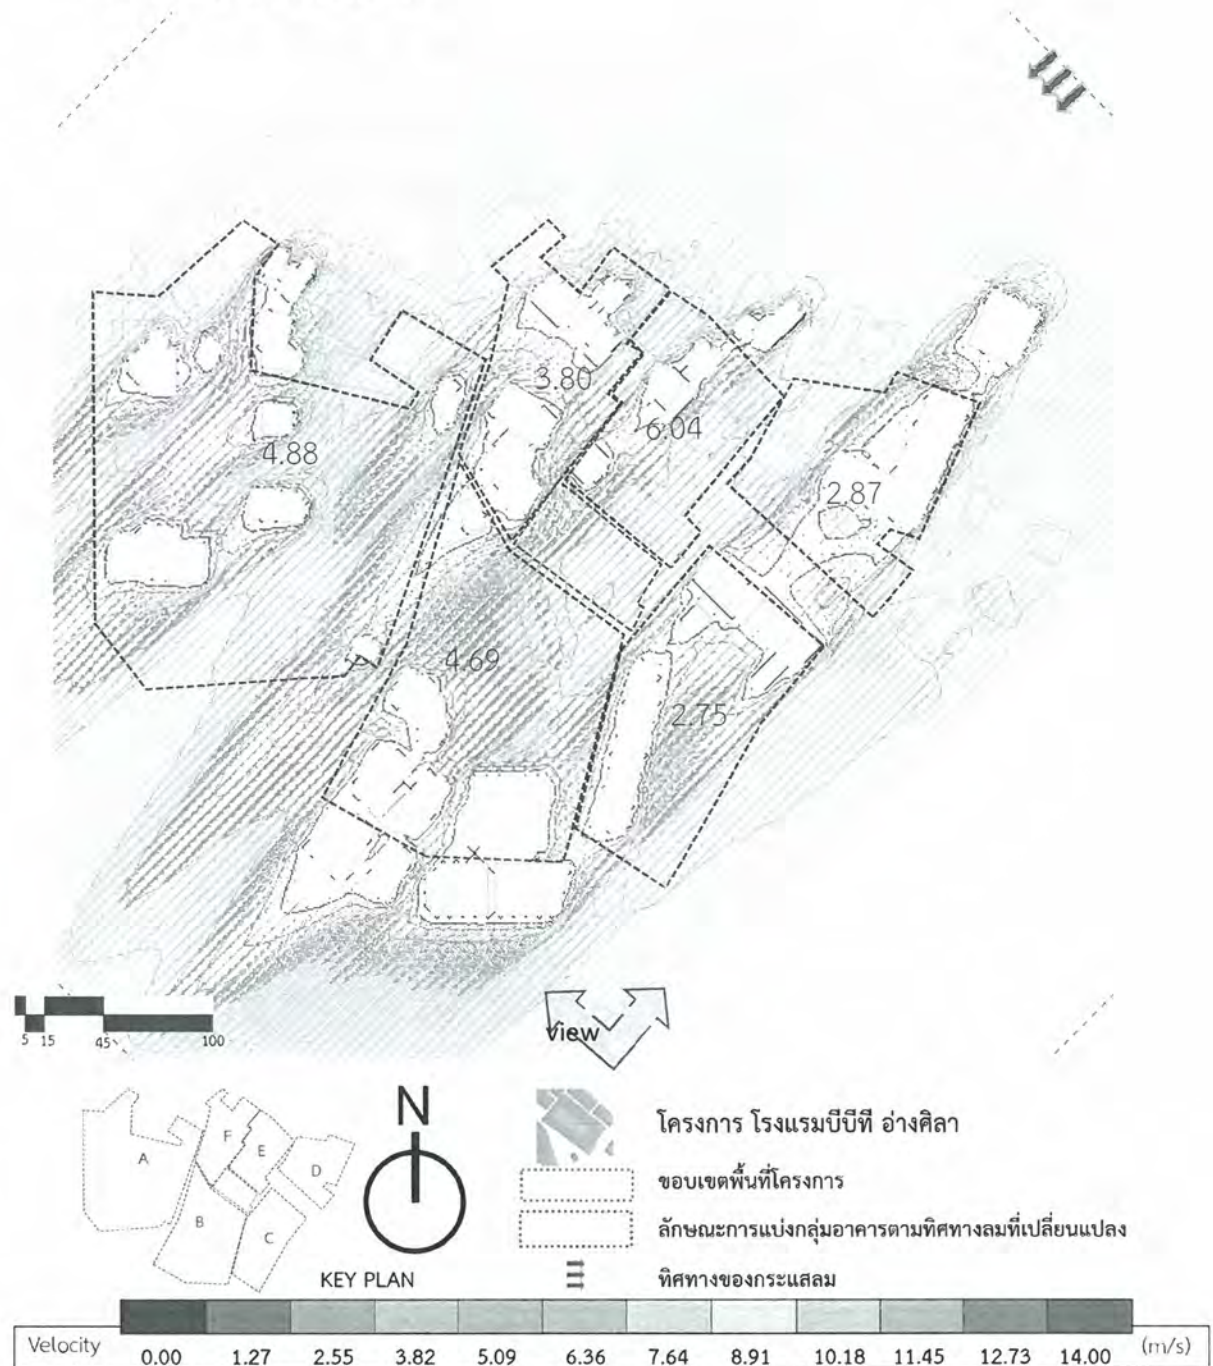 3.80
6.04
4.88
2.87
4.69
2.75
5 15 45 100
view
A
F
E
D
B
C
N
KEY PLAN
โครงการ โรงแรมบีบีที อ่างศิลา
ขอบเขตพื้นที่โครงการ
ลักษณะการแบ่งกลุ่มอาคารตามทิศทางลมที่เปลี่ยนแปลง
ทิศทางของกระแสลม
Velocity 0.00 1.27 2.55 3.82 5.09 6.36 7.64 8.91 10.18 11.45 12.73 14.00 (m/s)